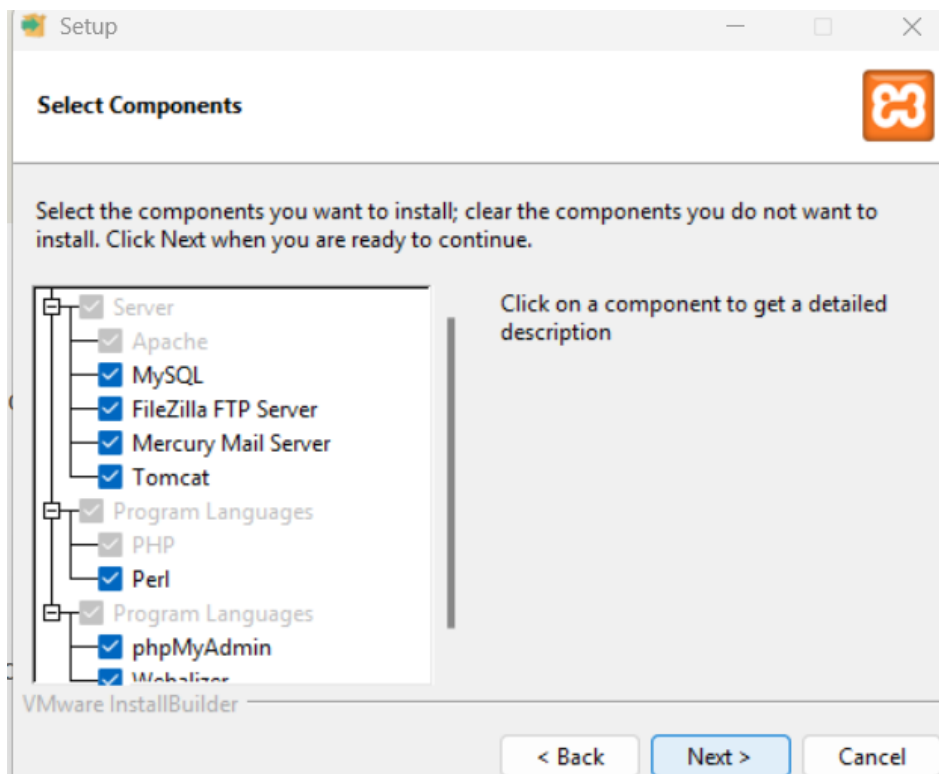 Setup
Select Components
Select the components you want to install; clear the components you do not want to
install. Click Next when you are ready to continue.
Server
Apache
MySQL
FileZilla FTP Server
Mercury Mail Server
Tomcat
Program Languages
PHP
Perl
Program Languages
phpMyAdmin
Webalizer
Click on a component to get a detailed
description
VMware InstallBuilder
< Back
Next >
Cancel